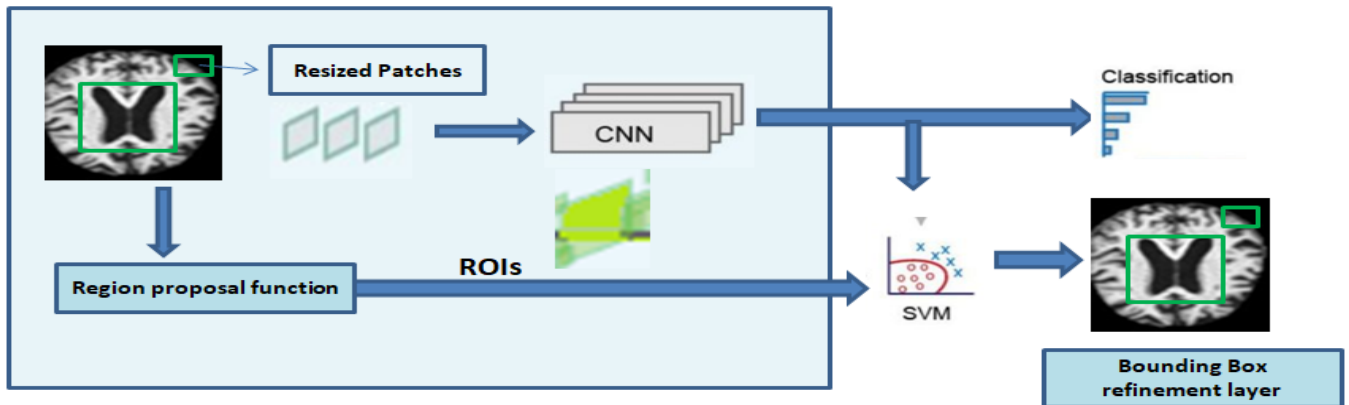 Resized Patches
CNN
Classification
ROIs
Region proposal function
SVM
Bounding Box
refinement layer